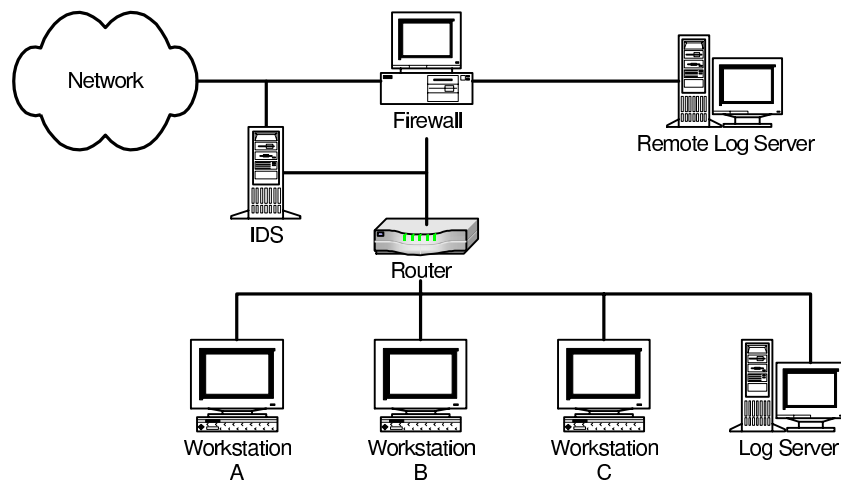 Network
Firewall
Remote Log Server
IDS
Router
Workstation
A
Workstation
B
Workstation
C
Log Server